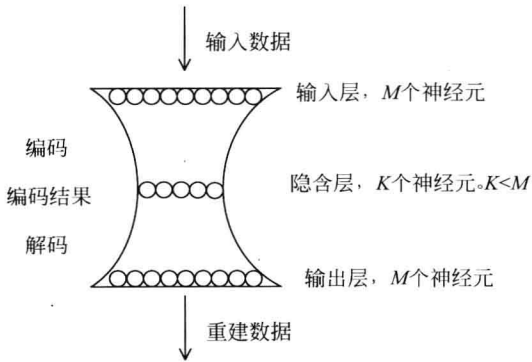 输入数据
输入层，M个神经元
编码
编码结果
隐含层，K个神经元。K<M
解码
输出层，M个神经元
重建数据